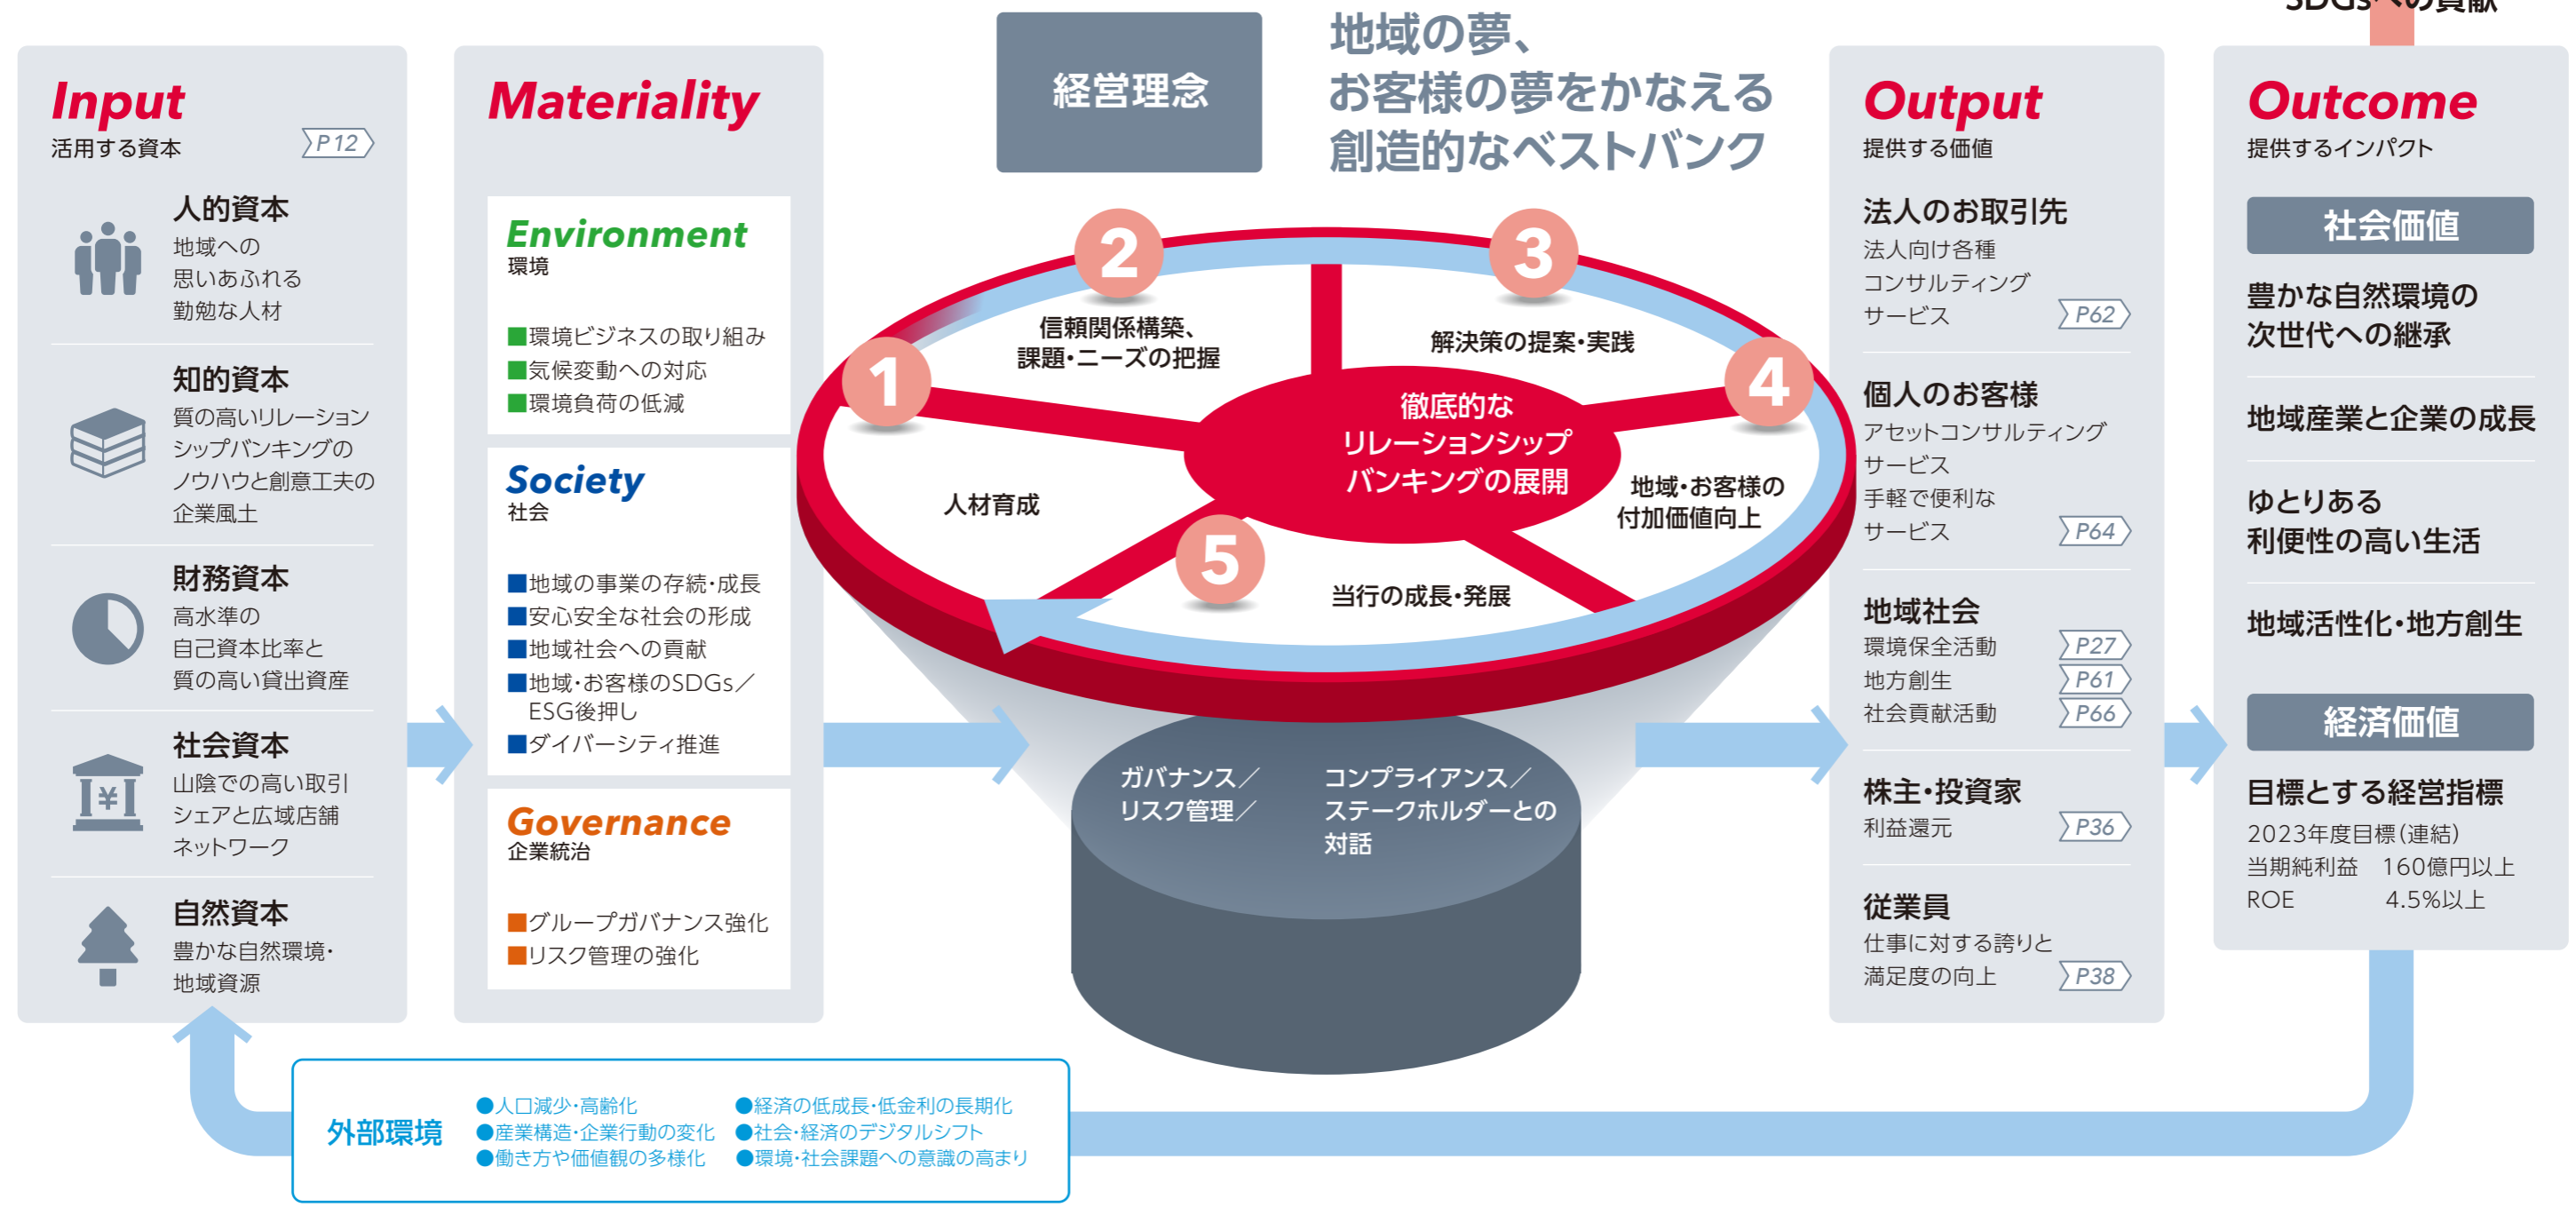 SDGsへの貢献
経営理念
地域の夢、
お客様の夢をかなえる
創造的なベストバンク
Input
活用する資本
P12
人的資本
地域への
思いあふれる
勤勉な人材
知的資本
質の高いリレーション
シップバンキングの
ノウハウと創意工夫の
企業風土
財務資本
高水準の
自己資本比率と
質の高い貸出資産
社会資本
山陰での高い取引
シェアと広域店舗
ネットワーク
自然資本
豊かな自然環境・
地域資源
Materiality
Environment
環境
■環境ビジネスの取り組み
■気候変動への対応
■環境負荷の低減
Society
社会
■地域の事業の存続・成長
■安心安全な社会の形成
■地域社会への貢献
■地域・お客様のSDGs／
ESG後押し
■ダイバーシティ推進
Governance
企業統治
■グループガバナンス強化
■リスク管理の強化
1
人材育成
2
信頼関係構築、
課題・ニーズの把握
3
解決策の提案・実践
4
地域・お客様の
付加価値向上
5
当行の成長・発展
徹底的な
リレーションシップ
バンキングの展開
ガバナンス／
リスク管理／
コンプライアンス／
ステークホルダーとの
対話
Output
提供する価値
法人のお取引先
法人向け各種
コンサルティング
サービス P62
個人のお客様
アセットコンサルティング
サービス
手軽で便利な
サービス P64
地域社会
環境保全活動 P27
地方創生 P61
社会貢献活動 P66
株主・投資家
利益還元 P36
従業員
仕事に対する誇りと
満足度の向上 P38
Outcome
提供するインパクト
社会価値
豊かな自然環境の
次世代への継承
地域産業と企業の成長
ゆとりある
利便性の高い生活
地域活性化・地方創生
経済価値
目標とする経営指標
2023年度目標（連結）
当期純利益 160億円以上
ROE 4.5%以上
外部環境
●人口減少・高齢化
●産業構造・企業行動の変化
●働き方や価値観の多様化
●経済の低成長・低金利の長期化
●社会・経済のデジタルシフト
●環境・社会課題への意識の高まり